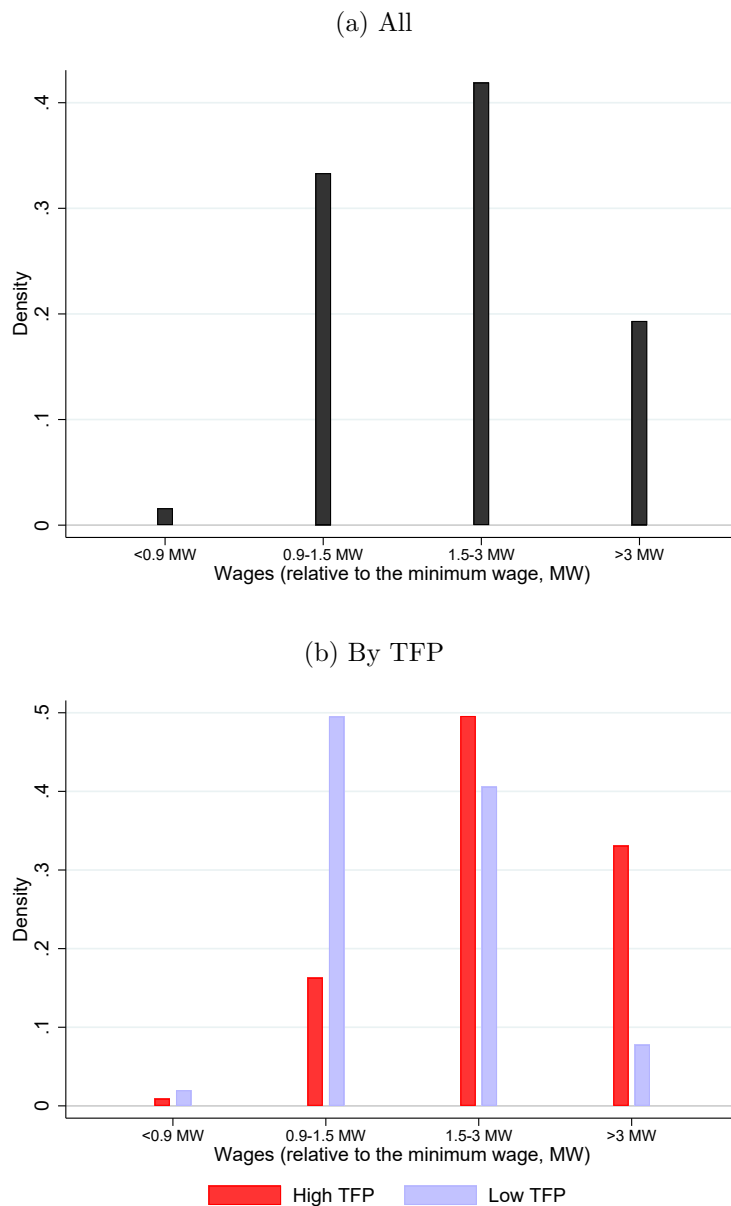 (a) All
.4
.3
.2
.1
0
Density
<0.9 MW 0.9-1.5 MW 1.5-3 MW >3 MW
Wages (relative to the minimum wage, MW)
(b) By TFP
.5
.4
.3
.2
.1
0
Density
<0.9 MW 0.9-1.5 MW 1.5-3 MW >3 MW
Wages (relative to the minimum wage, MW)
High TFP Low TFP